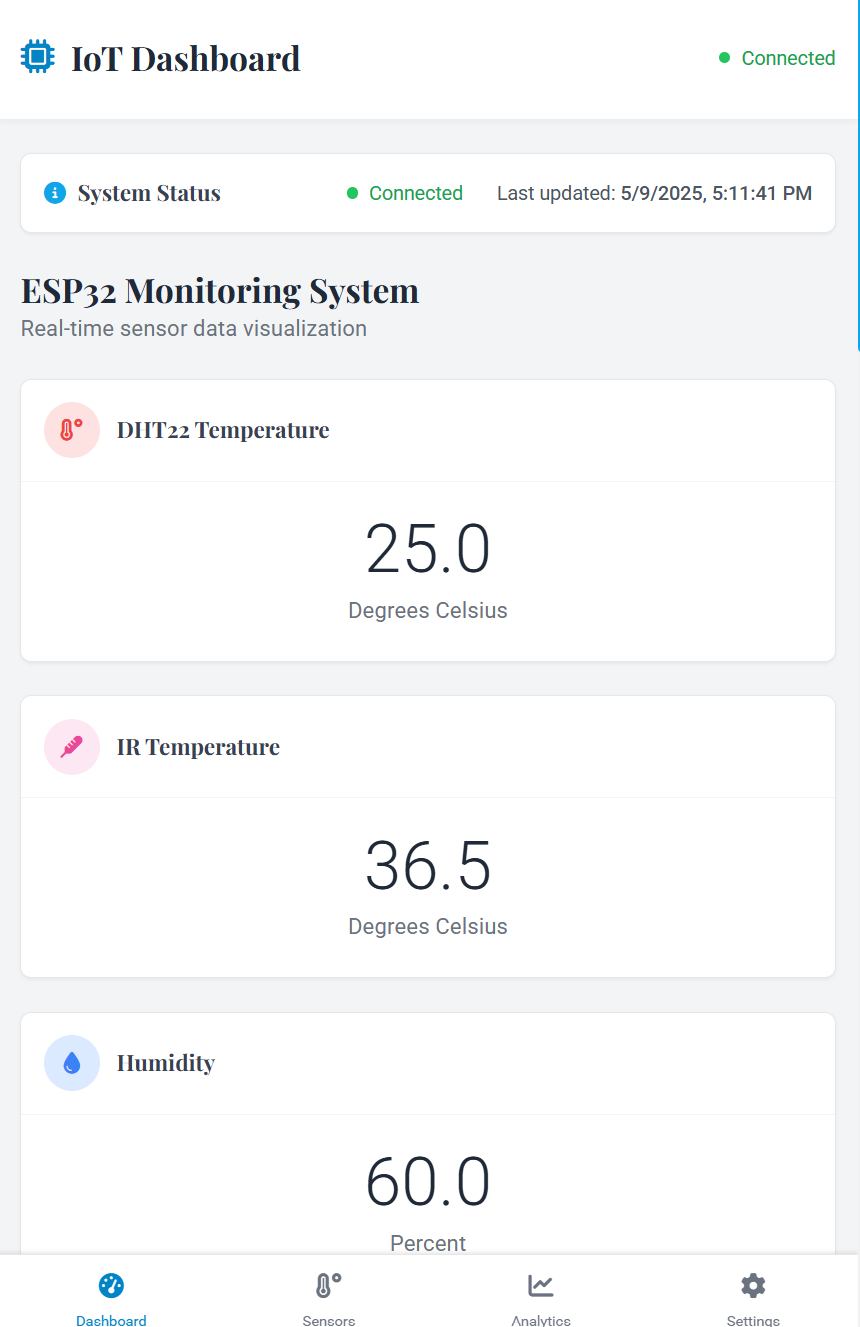 IoT Dashboard
Connected
System Status
Connected
Last updated: 5/9/2025, 5:11:41 PM
ESP32 Monitoring System
Real-time sensor data visualization
DHT22 Temperature
25.0
Degrees Celsius
IR Temperature
36.5
Degrees Celsius
Humidity
60.0
Percent
Dashboard
Sensors
Analytics
Settings